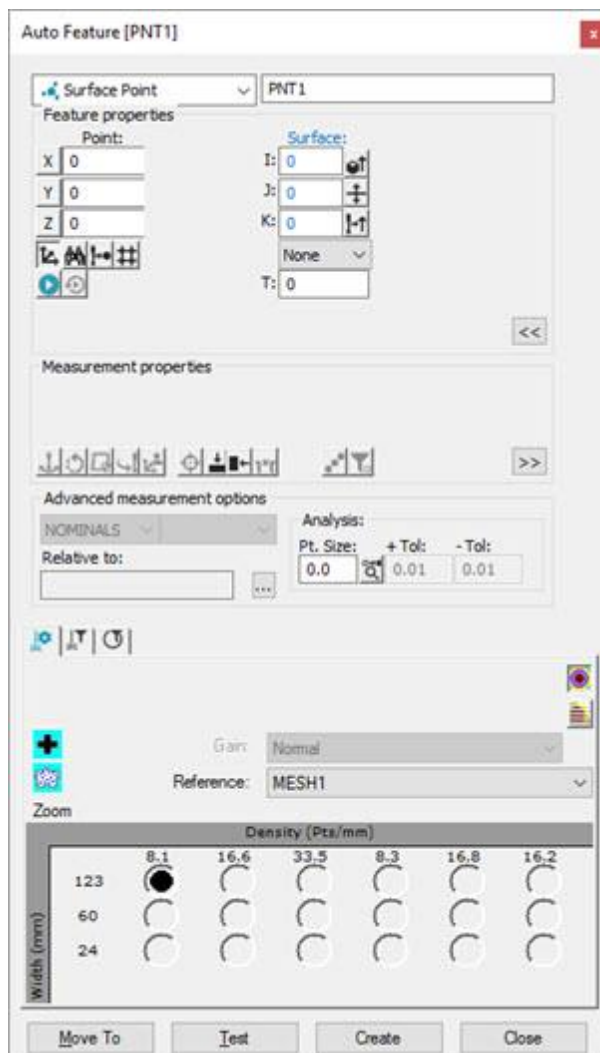 Auto Feature [PNT1]
x
Surface Point
PNT1
Feature properties
Point:
Surface:
X 0
I: 0
Y 0
J: 0
Z 0
K: 0
None
T: 0
<<
Measurement properties
>>
Advanced measurement options
NOMINALS
Analysis:
Pt. Size: + Tol: - Tol:
0.0 0.01 0.01
Relative to:
...
Gain: Normal
Reference: MESH1
Zoom
Density (Pts/mm)
8.1 16.6 33.5 8.3 16.8 16.2
123
60
24
Width (mm)
Move To Test Create Close